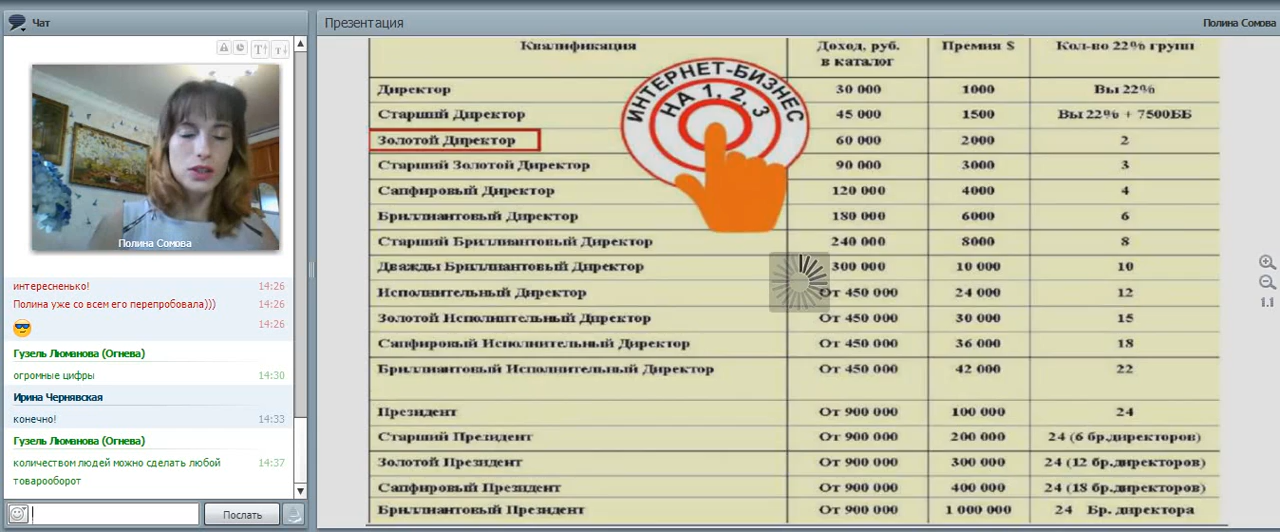 Чат
Презентация
Полина Сомова
Полина Сомова
интересненько!
14:26
Полина уже со всем его перепробовала)))
14:26
14:26
Гузель Люманова (Огнева)
огромные цифры
14:30
Ирина Чернявская
конечно!
14:33
Гузель Люманова (Огнева)
количеством людей можно сделать любой
14:37
товарооборот
Послать
Квалификация
Доход, руб.
в каталог
Премия $
Кол-во 22% групп
ИНТЕРНЕТ-БИЗНЕС
НА 1, 2, 3
Директор 30 000 1000 Вы 22%
Старший Директор 45 000 1500 Вы 22% + 7500ББ
Золотой Директор 60 000 2000 2
Старший Золотой Директор 90 000 3000 3
Сапфировый Директор 120 000 4000 4
Бриллиантовый Директор 180 000 6000 6
Старший Бриллиантовый Директор 240 000 8000 8
Дважды Бриллиантовый Директор 300 000 10 000 10
Исполнительный Директор От 450 000 24 000 12
Золотой Исполнительный Директор От 450 000 30 000 15
Сапфировый Исполнительный Директор От 450 000 36 000 18
Бриллиантовый Исполнительный Директор От 450 000 42 000 22
Президент От 900 000 100 000 24
Старший Президент От 900 000 200 000 24 (6 бр.директоров)
Золотой Президент От 900 000 300 000 24 (12 бр.директоров)
Сапфировый Президент От 900 000 400 000 24 (18 бр.директоров)
Бриллиантовый Президент От 900 000 1 000 000 24 Бр. директора
1.1